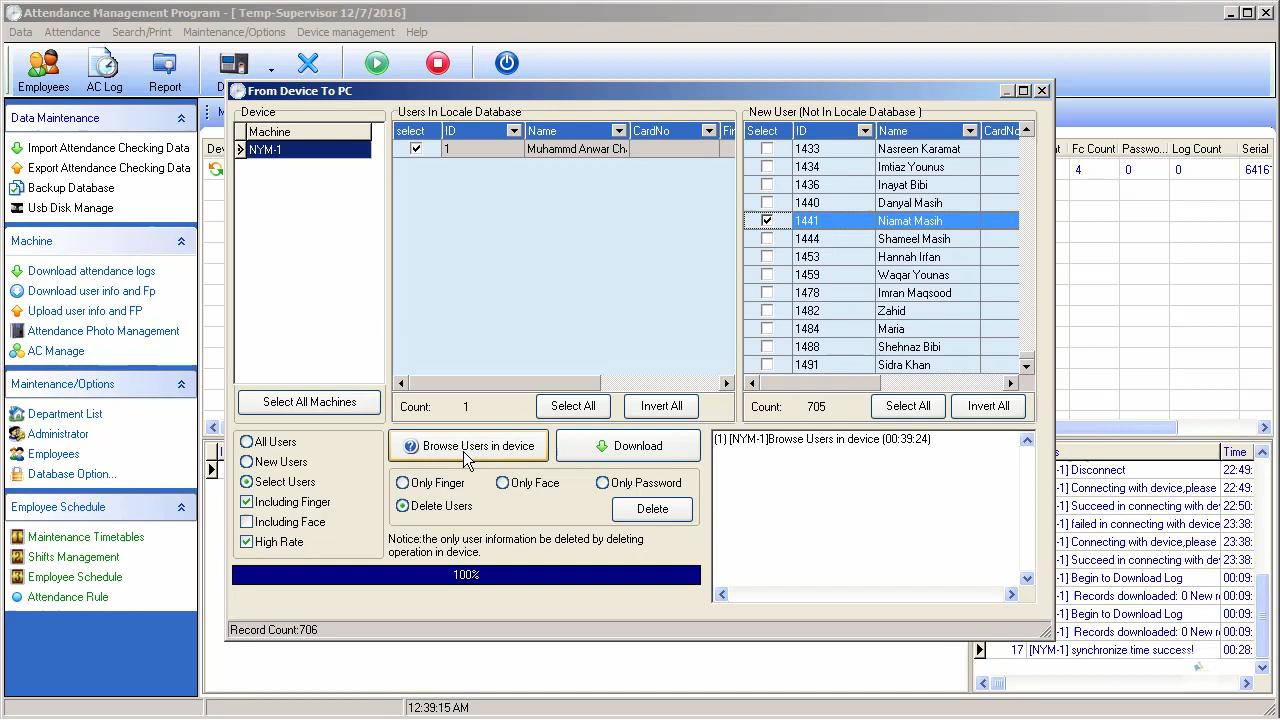 Attendance Management Program - [ Temp-Supervisor 12/7/2016]
Data Attendance Search/Print Maintenance/Options Device management Help
Employees AC Log Report
From Device To PC
Data Maintenance
Import Attendance Checking Data
Export Attendance Checking Data
Backup Database
Usb Disk Manage
Machine
Download attendance logs
Download user info and Fp
Upload user info and FP
Attendance Photo Management
AC Manage
Maintenance/Options
Department List
Administrator
Employees
Database Option...
Employee Schedule
Maintenance Timetables
Shifts Management
Employee Schedule
Attendance Rule
Device
Machine
NYM-1
Select All Machines
Users In Locale Database
select ID Name CardNo
1 Muhammd Anwar Ch
Count: 1 Select All Invert All
New User (Not In Locale Database )
Select ID Name CardNo
1433 Nasreen Karamat
1434 Imtiaz Younus
1436 Inayat Bibi
1440 Danyal Masih
1441 Niamat Masih
1444 Shameel Masih
1453 Hannah Irfan
1459 Waqar Younas
1478 Imran Maqsood
1482 Zahid
1484 Maria
1488 Shehnaz Bibi
1491 Sidra Khan
Count: 705 Select All Invert All
All Users
New Users
Select Users
Including Finger
Including Face
High Rate
Browse Users in device Download
Only Finger Only Face Only Password
Delete Users Delete
Notice:the only user information be deleted by deleting
operation in device.
100%
(1) [NYM-1]Browse Users in device (00:39:24)
Record Count:706
Fc Count Passwo... Log Count Serial
4 0 0 6416
Time
-1] Disconnect 22:49:
-1] Connecting with device,please 22:49:
-1] Succeed in connecting with devi 22:50:
-1] failed in connecting with device, 23:38:
-1] Connecting with device,please 23:38:
-1] Succeed in connecting with devi 23:38:
-1] Begin to Download Log 00:09:
-1] Records downloaded: 0 New r 00:09:
-1] Begin to Download Log 00:09:
-1] Records downloaded: 0 New r 00:09:
17 [NYM-1] synchronize time success! 00:28:
12:39:15 AM